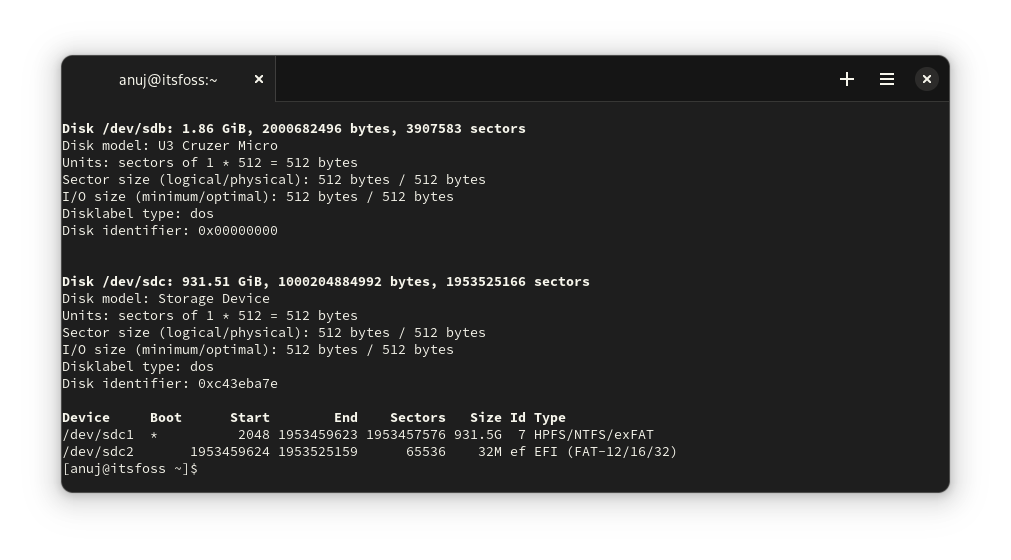 anuj@itsfoss:~
Disk /dev/sdb: 1.86 GiB, 2000682496 bytes, 3907583 sectors
Disk model: U3 Cruzer Micro
Units: sectors of 1 * 512 = 512 bytes
Sector size (logical/physical): 512 bytes / 512 bytes
I/O size (minimum/optimal): 512 bytes / 512 bytes
Disklabel type: dos
Disk identifier: 0x00000000
Disk /dev/sdc: 931.51 GiB, 1000204884992 bytes, 1953525166 sectors
Disk model: Storage Device
Units: sectors of 1 * 512 = 512 bytes
Sector size (logical/physical): 512 bytes / 512 bytes
I/O size (minimum/optimal): 512 bytes / 512 bytes
Disklabel type: dos
Disk identifier: 0xc43eba7e
Device     Boot      Start        End    Sectors   Size Id Type
/dev/sdc1  *          2048 1953459623 1953457576 931.5G  7 HPFS/NTFS/exFAT
/dev/sdc2       1953459624 1953525159      65536    32M ef EFI (FAT-12/16/32)
[anuj@itsfoss ~]$